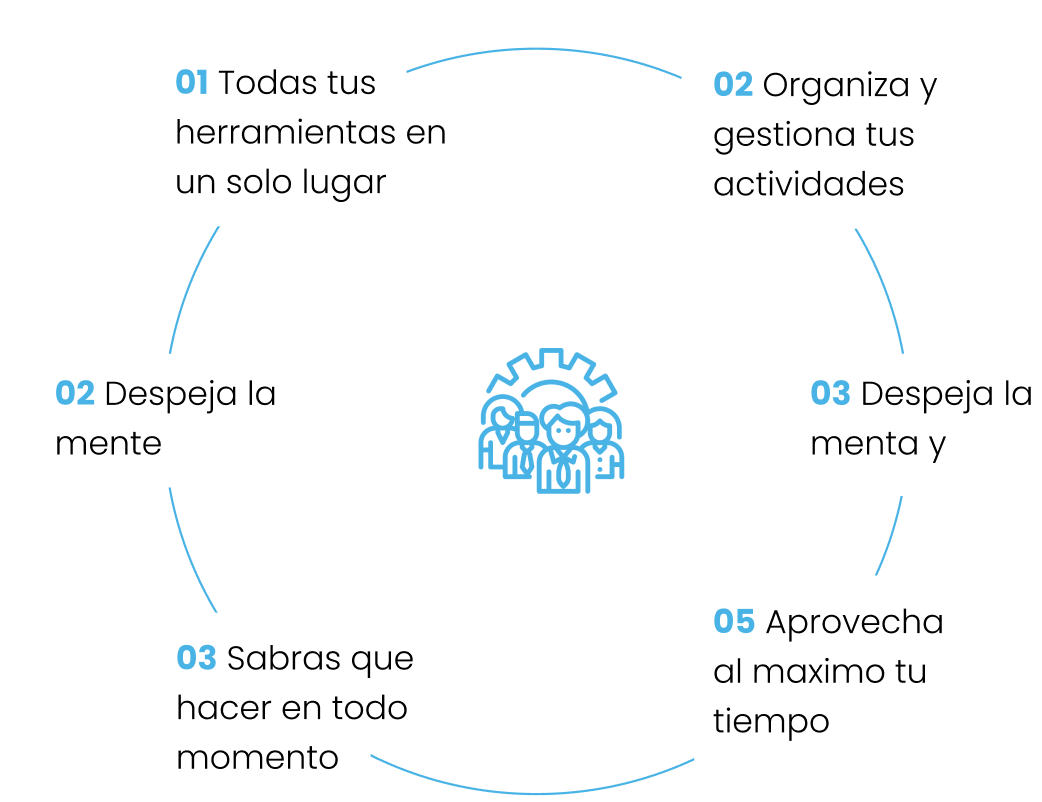 01 Todas tus
herramientas en
un solo lugar
02 Organiza y
gestiona tus
actividades
02 Despeja la
mente
03 Despeja la
menta y
03 Sabras que
hacer en todo
momento
05 Aprovecha
al maximo tu
tiempo